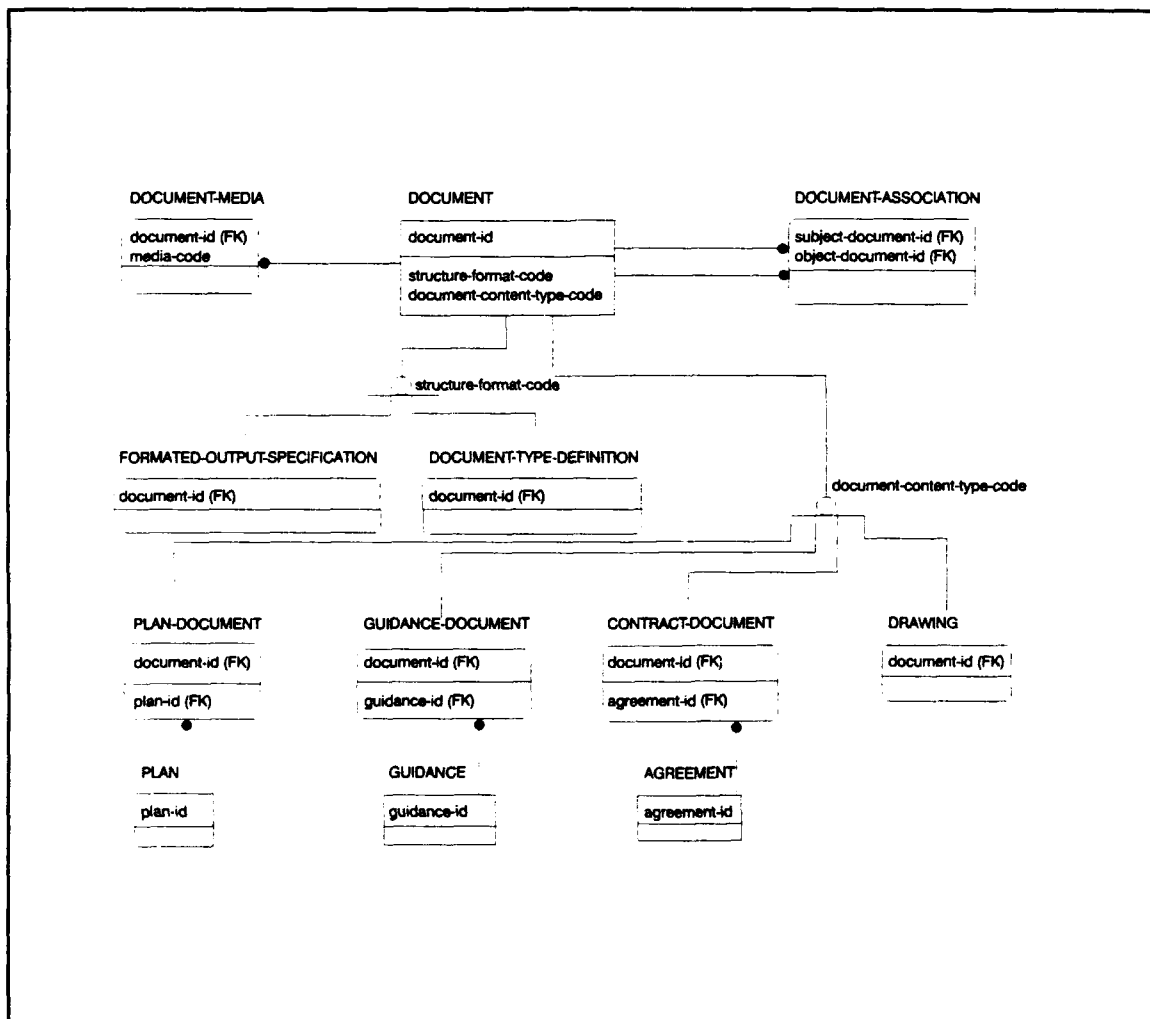 DOCUMENT-MEDIA
document-id (FK)
media-code
DOCUMENT
document-id
structure-format-code
document-content-type-code
DOCUMENT-ASSOCIATION
subject-document-id (FK)
object-document-id (FK)
structure-format-code
FORMATED-OUTPUT-SPECIFICATION
document-id (FK)
DOCUMENT-TYPE-DEFINITION
document-id (FK)
document-content-type-code
PLAN-DOCUMENT
document-id (FK)
plan-id (FK)
GUIDANCE-DOCUMENT
document-id (FK)
guidance-id (FK)
CONTRACT-DOCUMENT
document-id (FK)
agreement-id (FK)
DRAWING
document-id (FK)
PLAN
plan-id
GUIDANCE
guidance-id
AGREEMENT
agreement-id